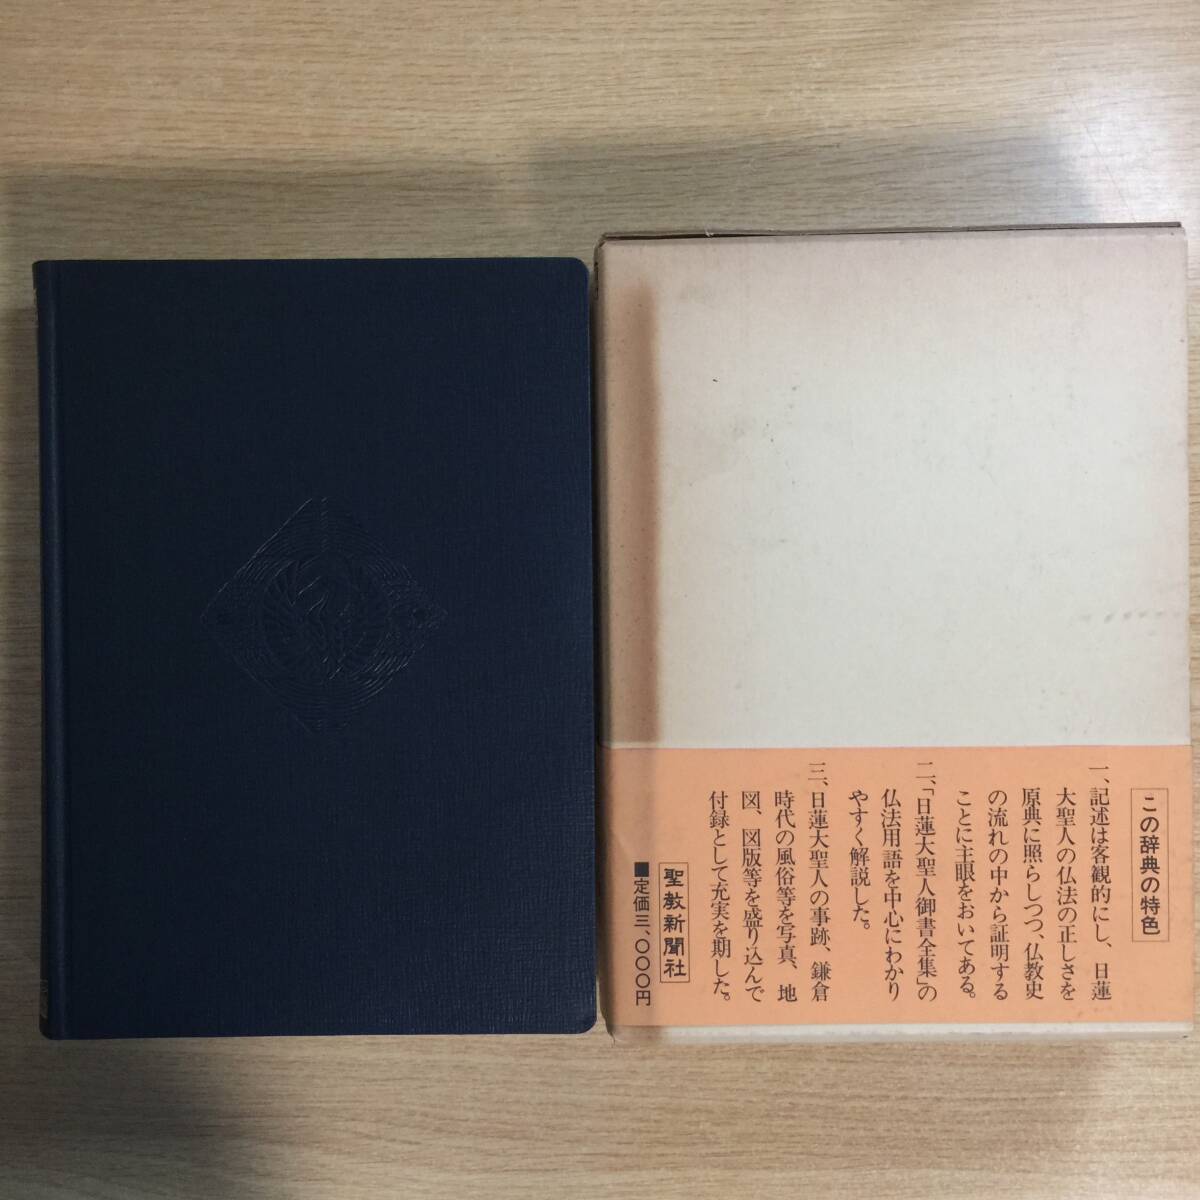 この辞典の特色
一、記述は客観的にし、日蓮
大聖人の仏法の正しさを
原典に照らしつつ、仏教史
の流れの中から証明する
ことに主眼をおいてある。
二、「日蓮大聖人御書全集」の
仏法用語を中心にわかり
やすく解説した。
三、日蓮大聖人の事跡、鎌倉
時代の風俗等を写真、地
図、図版等を盛り込んで
付録として充実を期した。
聖教新聞社
■定価三、〇〇〇円